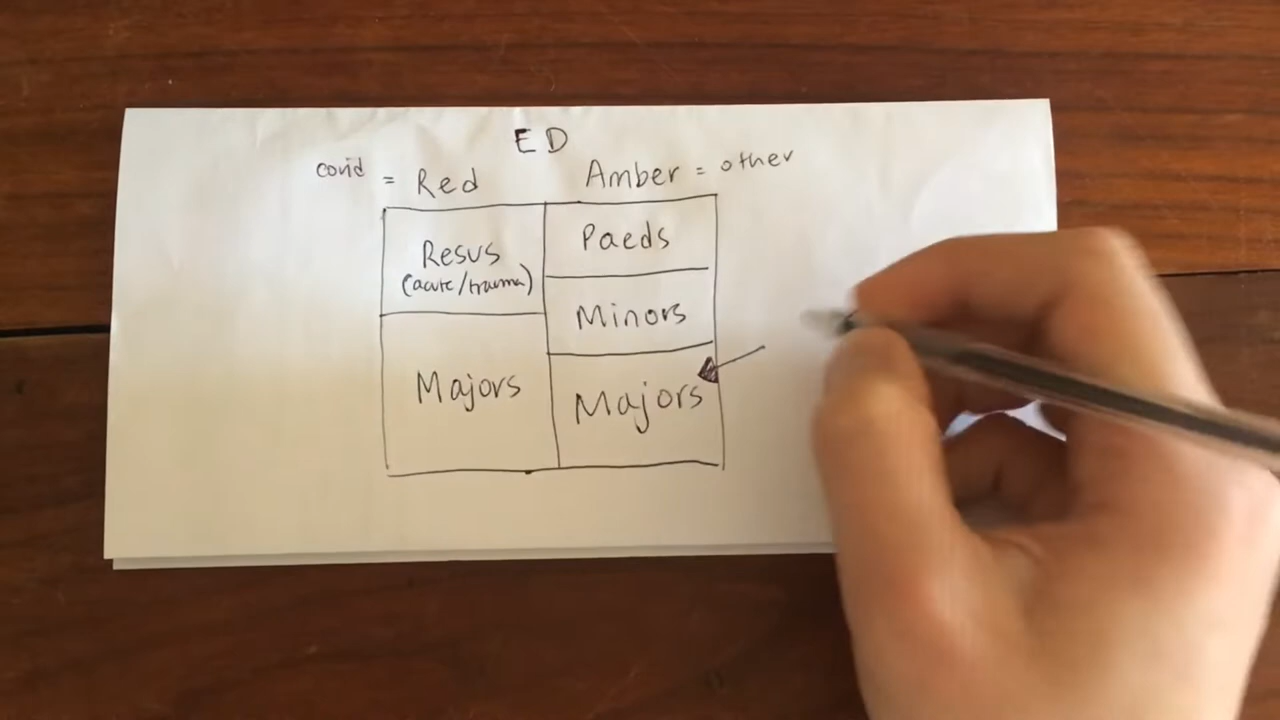 ED
covid = Red
Amber = other
Resus
(acute/trauma)
Majors
Paeds
Minors
Majors